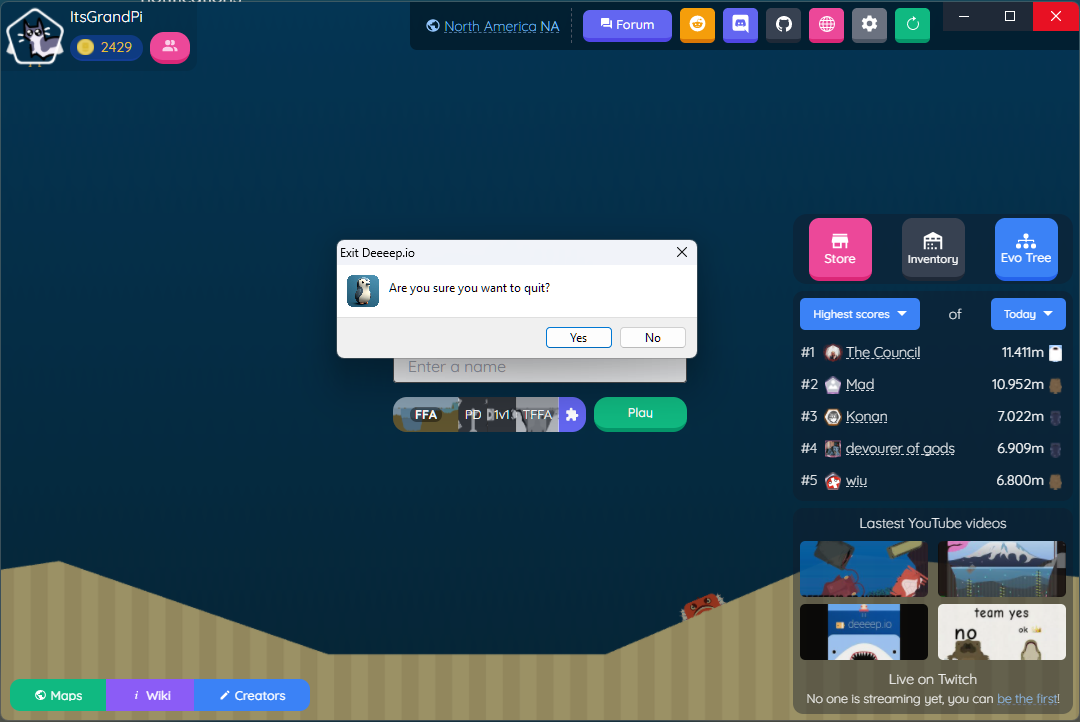 ItsGrandPi
2429
North America NA
Forum
Exit Deeeep.io
Are you sure you want to quit?
Yes
No
Enter a name
FFA
PD
1v1
TFFA
Play
Store
Inventory
Evo Tree
Highest scores
of
Today
#1 The Council 11.411m
#2 Mad 10.952m
#3 Konan 7.022m
#4 devourer of gods 6.909m
#5 wiu 6.800m
Lastest YouTube videos
deeeep.io
team yes
no
ok
Live on Twitch
No one is streaming yet, you can be the first!
Maps
Wiki
Creators